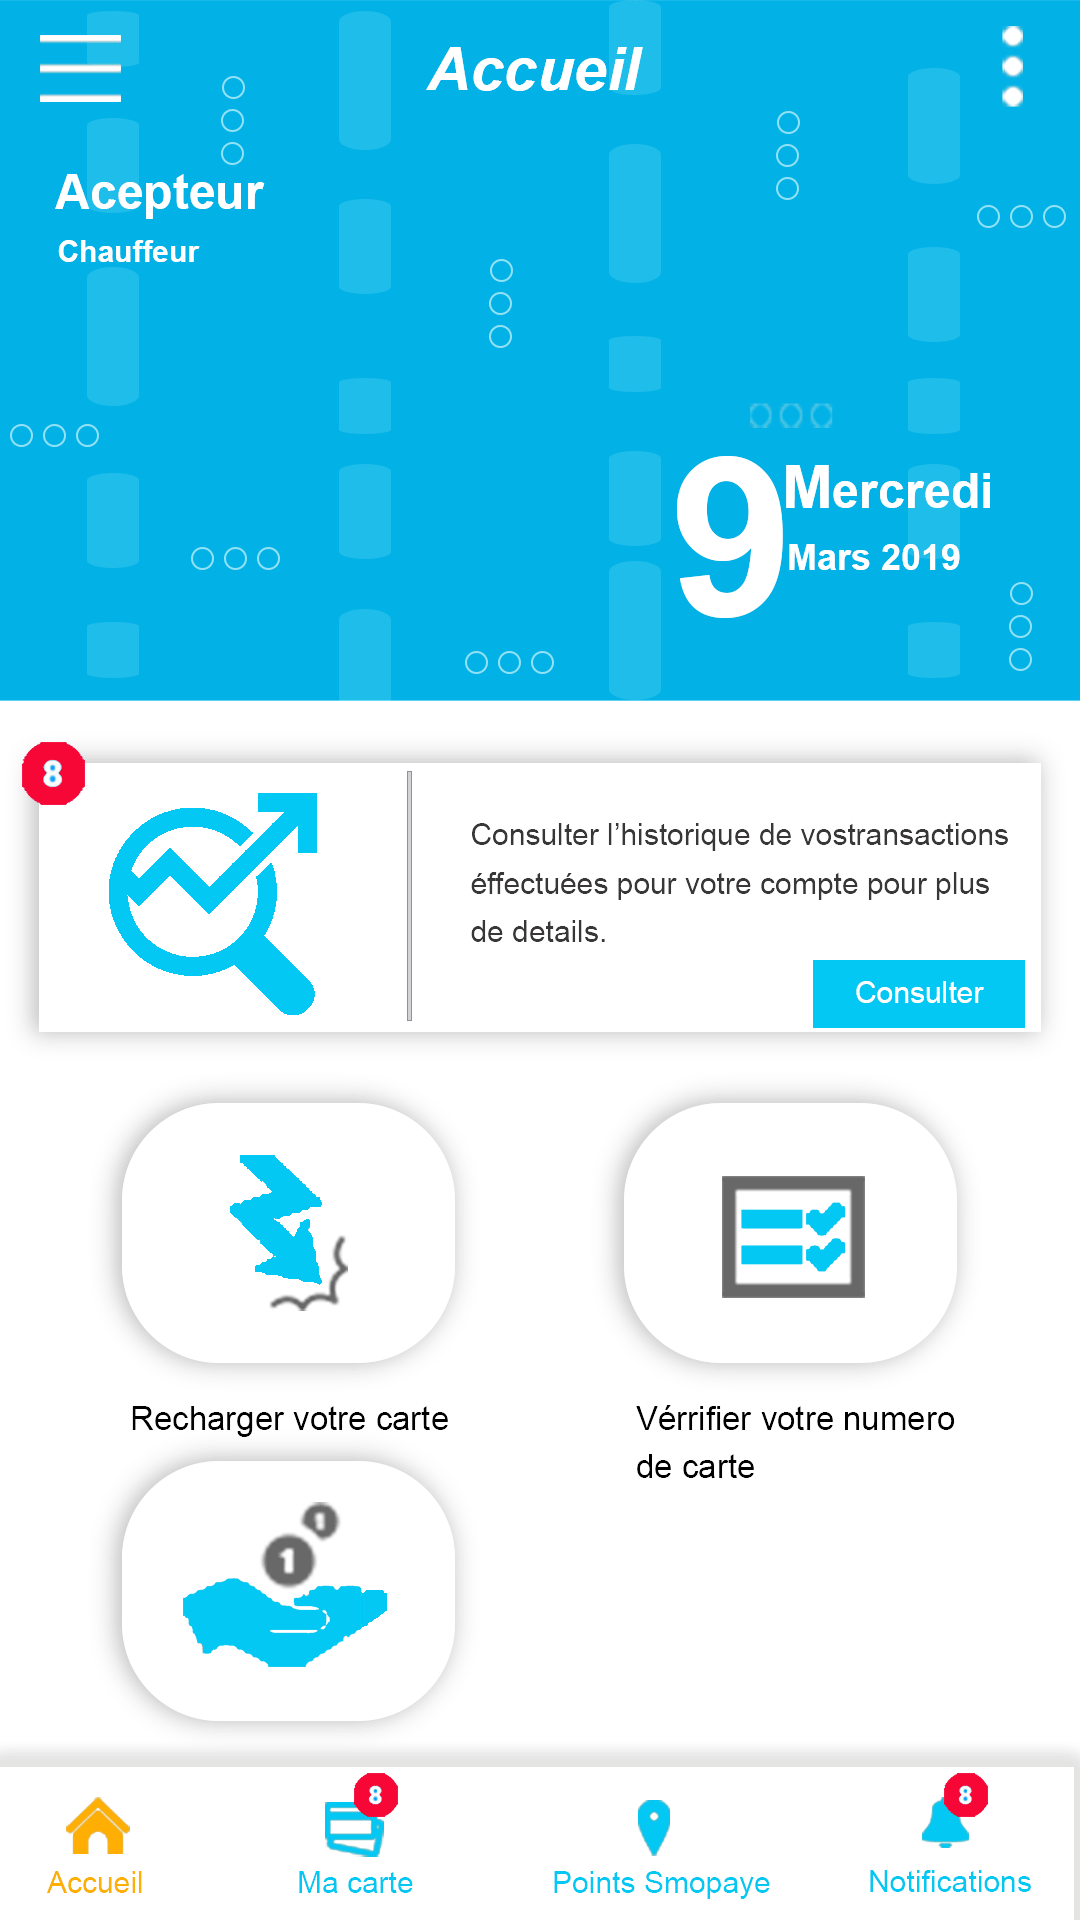 Accueil
Acepteur
Chauffeur
9
Mercredi
Mars 2019
8
Consulter l’historique de vostransactions
éffectuées pour votre compte pour plus
de details.
Consulter
Recharger votre carte
Vérrifier votre numero
de carte
1
1
8
8
Accueil
Ma carte
Points Smopaye
Notifications